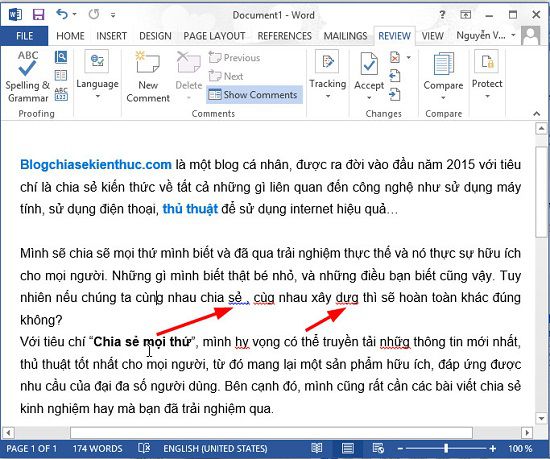 Document1 - Word
FILE HOME INSERT DESIGN PAGE LAYOUT REFERENCES MAILINGS REVIEW VIEW Nguyễn V...
ABC
Spelling & Grammar
ABC
123
Proofing
Language
New Comment
Delete
Previous
Next
Show Comments
Comments
Tracking
Accept
Changes
Compare
Compare
Protect
Blogchiasekienthuc.com là một blog cá nhân, được ra đời vào đầu năm 2015 với tiêu
chí là chia sẻ kiến thức về tất cả những gì liên quan đến công nghệ như sử dụng máy
tính, sử dụng điện thoại, thủ thuật để sử dụng internet hiệu quả…
Mình sẽ chia sẽ mọi thứ mình biết và đã qua trải nghiệm thực thế và nó thực sự hữu ích
cho mọi người. Những gì mình biết thật bé nhỏ, và những điều bạn biết cũng vậy. Tuy
nhiên nếu chúng ta cùng nhau chia sẻ , cùg nhau xây dựg thì sẽ hoàn toàn khác đúng
không?
Với tiêu chí “Chia sẻ mọi thứ”, mình hy vọng có thể truyền tải nhữg thông tin mới nhất,
thủ thuật tốt nhất cho mọi người, từ đó mang lại một sản phẩm hữu ích, đáp ứng được
nhu cầu của đại đa số người dùng. Bên cạnh đó, mình cũng rất cần các bài viết chia sẻ
kinh nghiệm hay mà bạn đã trải nghiệm qua.
PAGE 1 OF 1 174 WORDS ENGLISH (UNITED STATES) 100 %